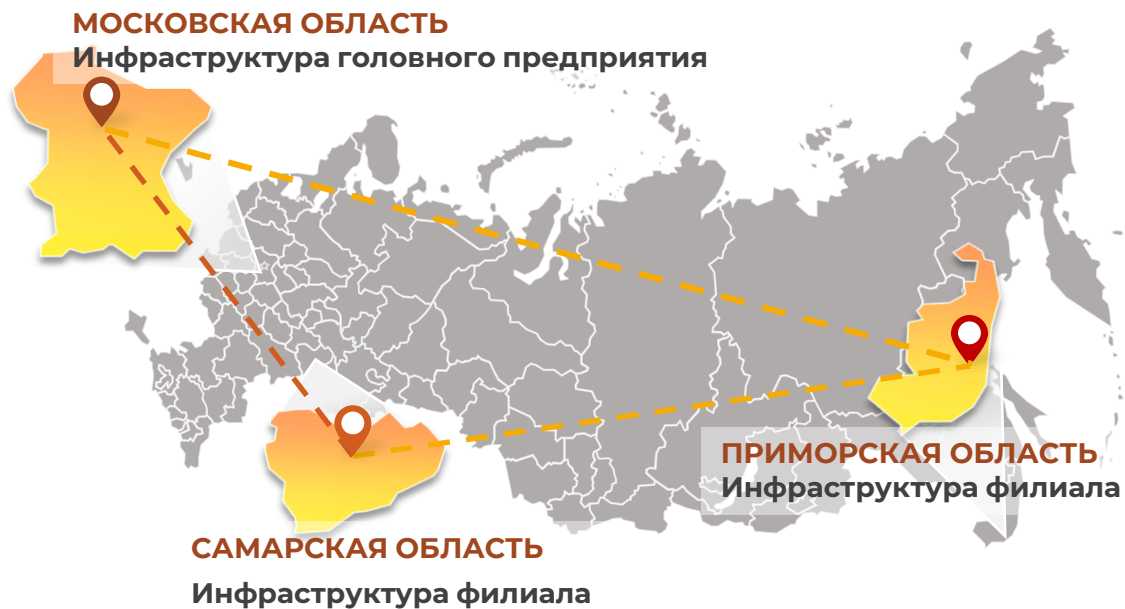 МОСКОВСКАЯ ОБЛАСТЬ
Инфраструктура головного предприятия
ПРИМОРСКАЯ ОБЛАСТЬ
Инфраструктура филиала
САМАРСКАЯ ОБЛАСТЬ
Инфраструктура филиала